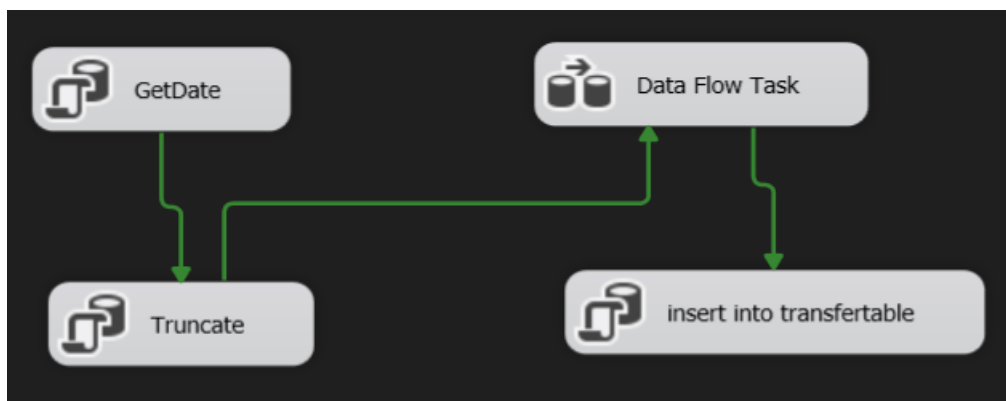 GetDate
Data Flow Task
Truncate
insert into transfertable